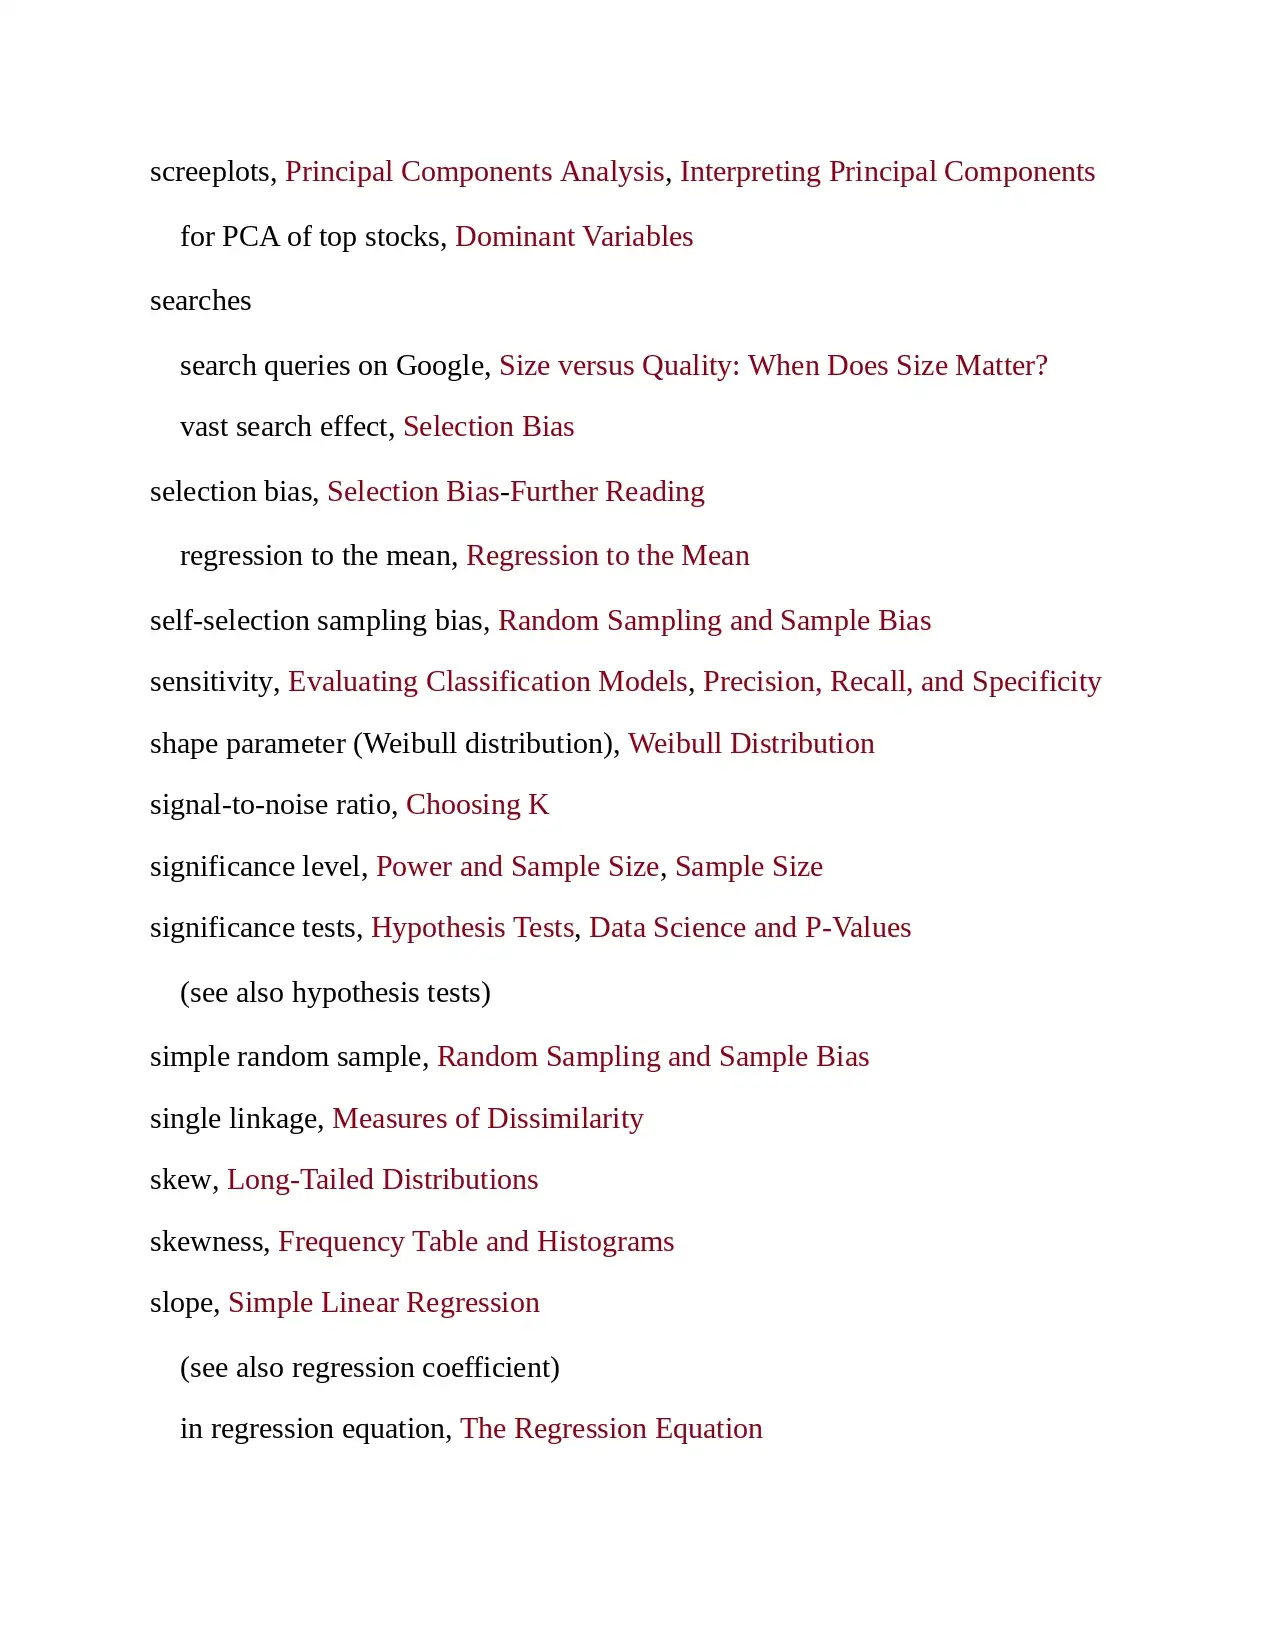 screeplots, Principal Components Analysis, Interpreting Principal Components
for PCA of top stocks, Dominant Variables
searches
search queries on Google, Size versus Quality: When Does Size Matter?
vast search effect, Selection Bias
selection bias, Selection Bias-Further Reading
regression to the mean, Regression to the Mean
self-selection sampling bias, Random Sampling and Sample Bias
sensitivity, Evaluating Classification Models, Precision, Recall, and Specificity
shape parameter (Weibull distribution), Weibull Distribution
signal-to-noise ratio, Choosing K
significance level, Power and Sample Size, Sample Size
significance tests, Hypothesis Tests, Data Science and P-Values
(see also hypothesis tests)
simple random sample, Random Sampling and Sample Bias
single linkage, Measures of Dissimilarity
skew, Long-Tailed Distributions
skewness, Frequency Table and Histograms
slope, Simple Linear Regression
(see also regression coefficient)
in regression equation, The Regression Equation